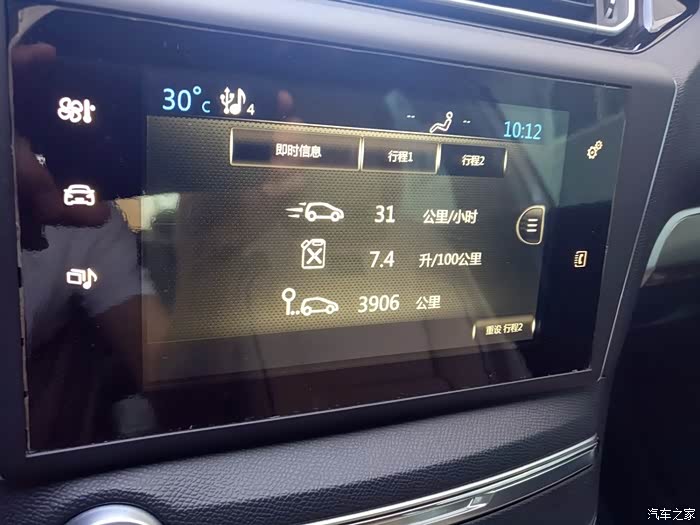 30°C 4 -- -- 10:12
即时信息 行程1 行程2
31 公里/小时
7.4 升/100公里
3906 公里
重设 行程2
汽车之家